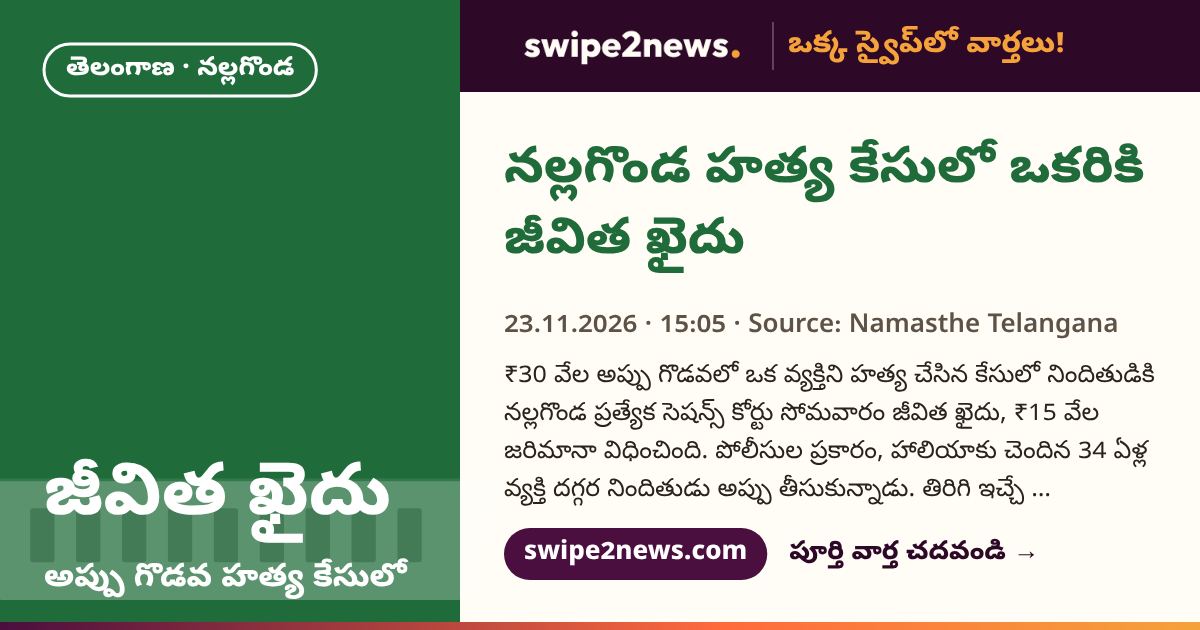 తెలంగాణ · నల్లగొండ
జీవిత ఖైదు
అప్పు గొడవ హత్య కేసులో
swipe2news.
ఒక్క స్వైప్‌లో వార్తలు!
నల్లగొండ హత్య కేసులో ఒకరికి
జీవిత ఖైదు
23.11.2026 · 15:05 · Source: Namasthe Telangana
₹30 వేల అప్పు గొడవలో ఒక వ్యక్తిని హత్య చేసిన కేసులో నిందితుడికి
నల్లగొండ ప్రత్యేక సెషన్స్ కోర్టు సోమవారం జీవిత ఖైదు, ₹15 వేల
జరిమానా విధించింది. పోలీసుల ప్రకారం, హాలియాకు చెందిన 34 ఏళ్ల
వ్యక్తి దగ్గర నిందితుడు అప్పు తీసుకున్నాడు. తిరిగి ఇచ్చే ...
swipe2news.com
పూర్తి వార్త చదవండి →